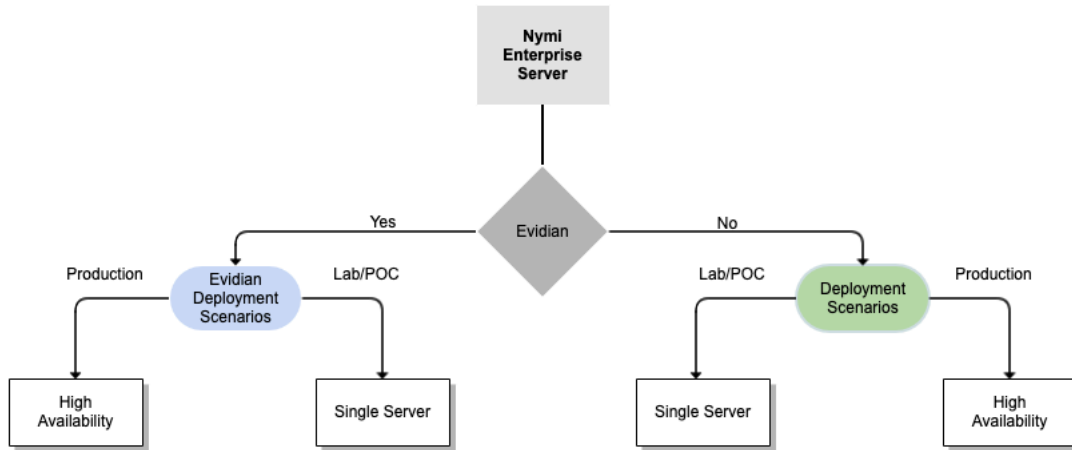 Nymi
Enterprise
Server
Yes
Evidian
No
Production
Evidian
Deployment
Scenarios
Lab/POC
Lab/POC
Deployment
Scenarios
Production
High
Availability
Single Server
Single Server
High
Availability